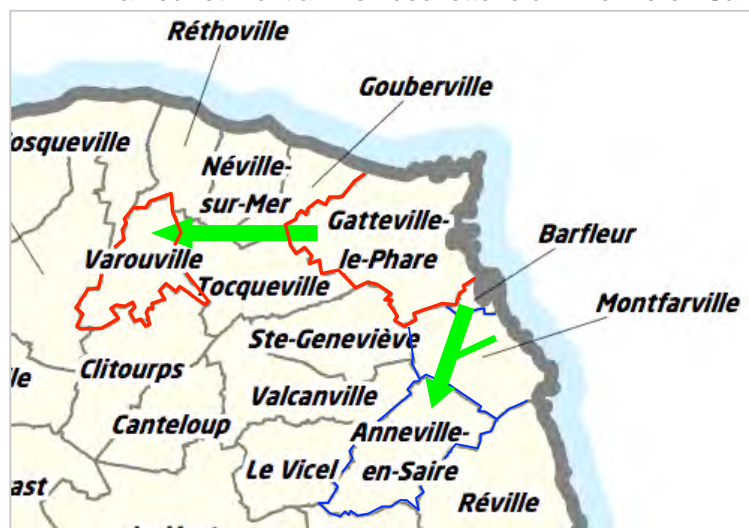 Réthoville
Gouberville
osqueville
Néville-
sur-Mer
Gatteville-
le-Phare
Barfleur
Varouville
Tocqueville
Montfarville
Ste-Geneviève
lle
Clitourps
Valcanville
Canteloup
Anneville-
en-Saire
Le Vicel
ast
Réville